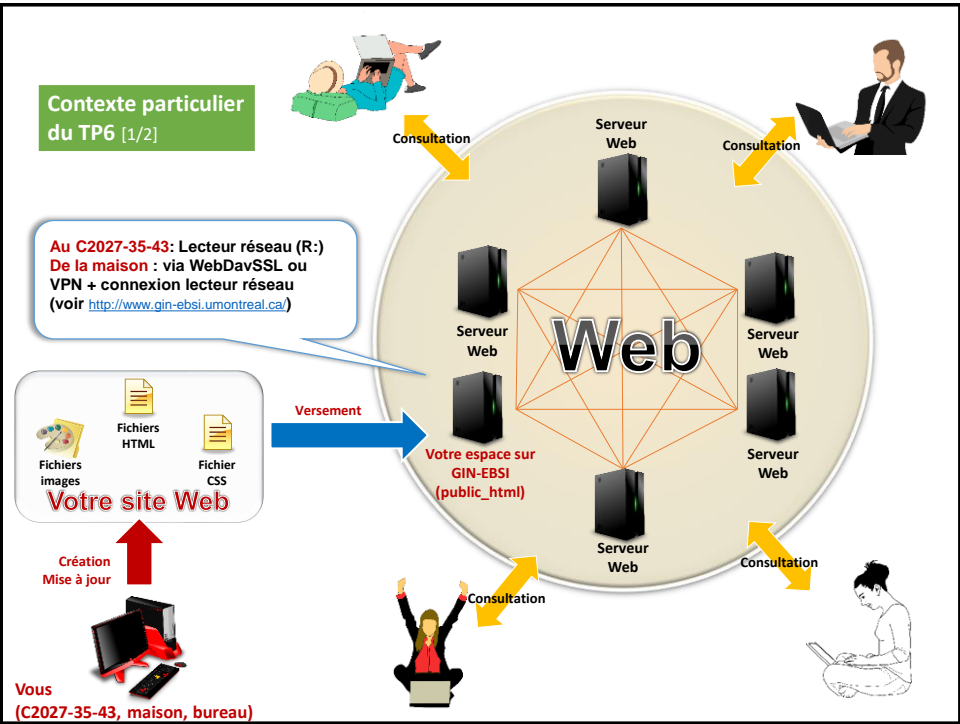 Contexte particulier
du TP6 [1/2]
Consultation
Serveur
Web
Consultation
Au C2027-35-43: Lecteur réseau (R:)
De la maison : via WebDavSSL ou
VPN + connexion lecteur réseau
(voir http://www.gin-ebsi.umontreal.ca/)
Serveur
Web
Web
Serveur
Web
Fichiers
HTML
Fichiers
images
Fichier
CSS
Votre site Web
Versement
Votre espace sur
GIN-EBSI
(public_html)
Serveur
Web
Serveur
Web
Création
Mise à jour
Consultation
Consultation
Vous
(C2027-35-43, maison, bureau)